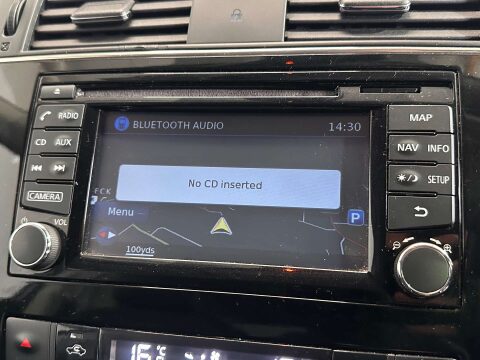 RADIO
CD AUX
CAMERA
VOL
BLUETOOTH AUDIO 14:30
No CD inserted
Menu
P
100yds
MAP
NAV INFO
SETUP